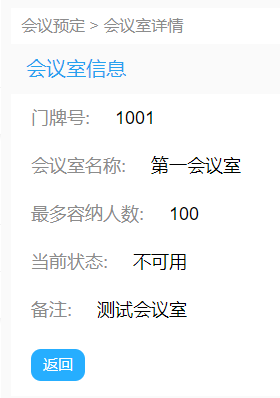 会议预定 > 会议室详情
会议室信息
门牌号: 1001
会议室名称: 第一会议室
最多容纳人数: 100
当前状态: 不可用
备注: 测试会议室
返回